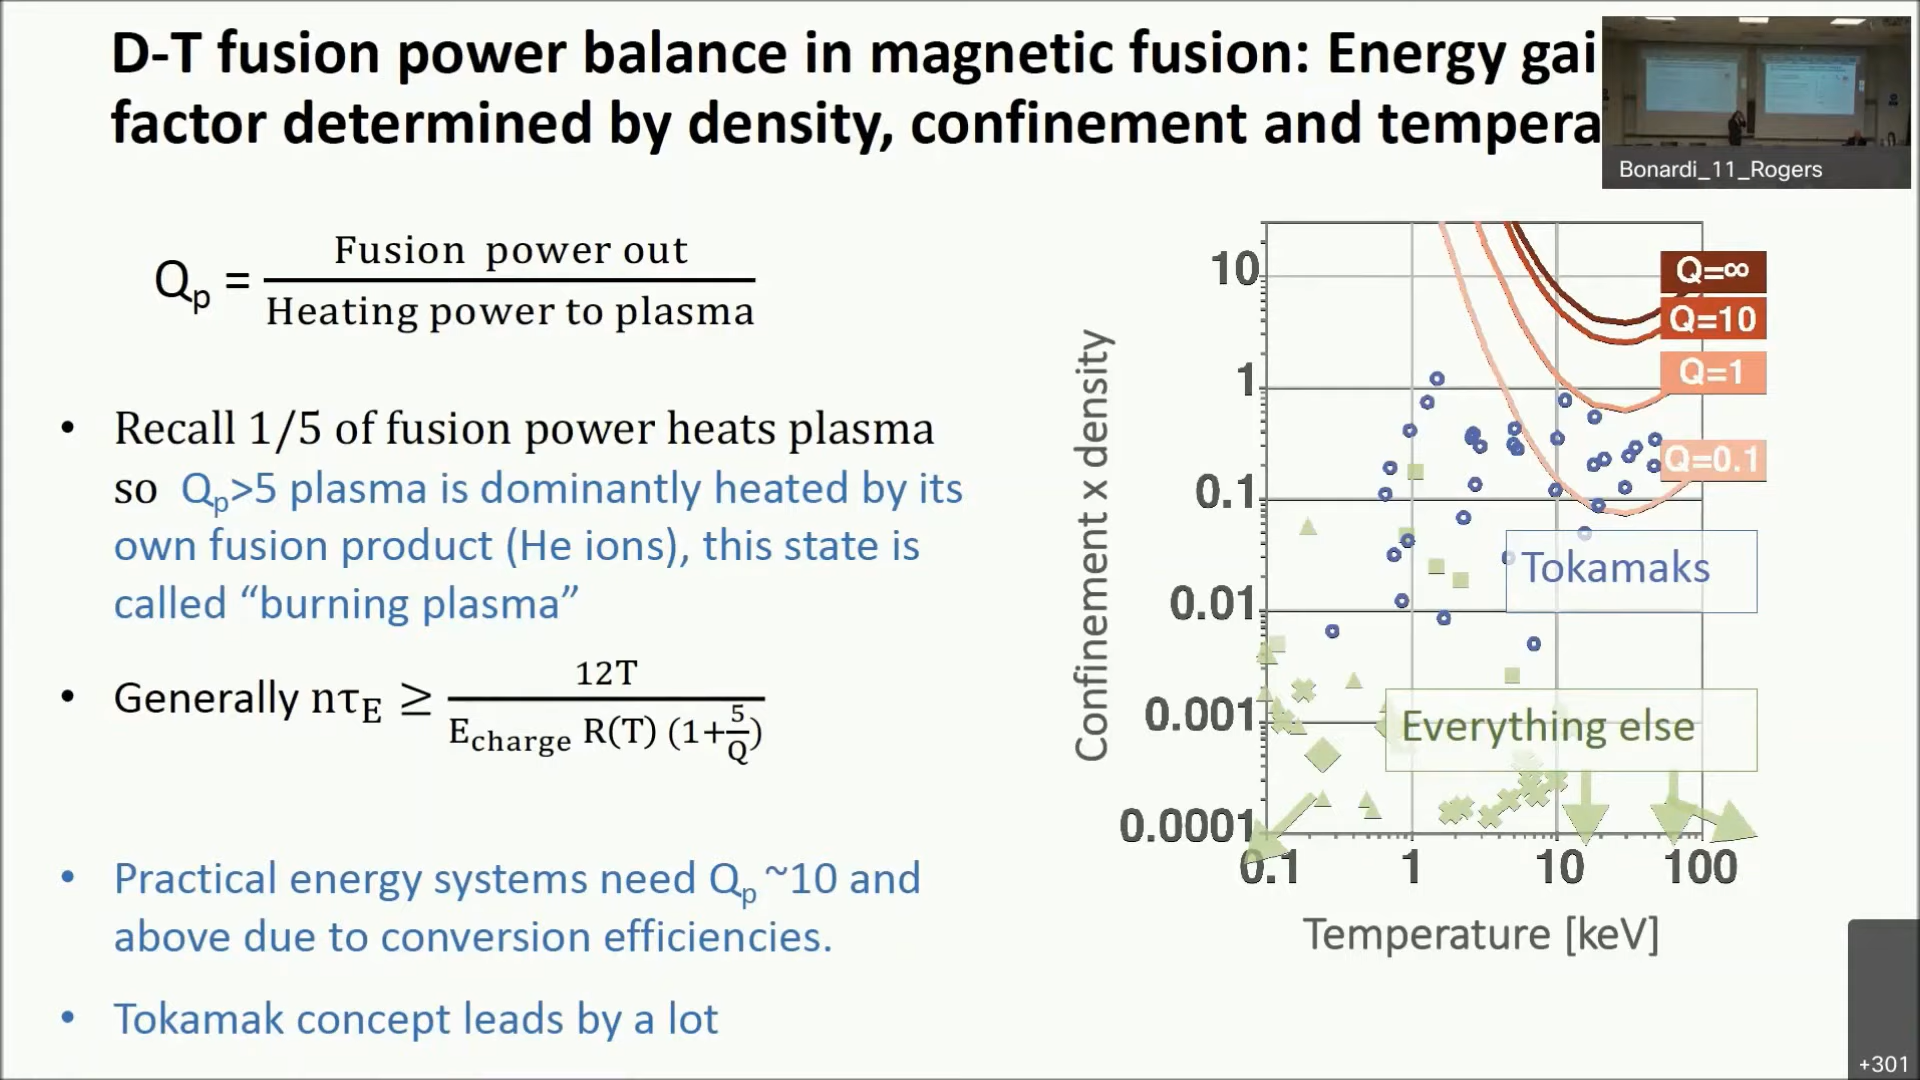 D-T fusion power balance in magnetic fusion: Energy gai
factor determined by density, confinement and tempera
Bonardi_11_Rogers
Qp = Fusion power out / Heating power to plasma
• Recall 1/5 of fusion power heats plasma
so Qp>5 plasma is dominantly heated by its
own fusion product (He ions), this state is
called “burning plasma”
• Generally nτE ≥ 12T / Echarge R(T) (1+5/Q)
• Practical energy systems need Qp ~10 and
above due to conversion efficiencies.
• Tokamak concept leads by a lot
Confinement x density
10
1
0.1
0.01
0.001
0.0001
Q=∞
Q=10
Q=1
Q=0.1
Tokamaks
Everything else
0.1 1 10 100
Temperature [keV]
+301